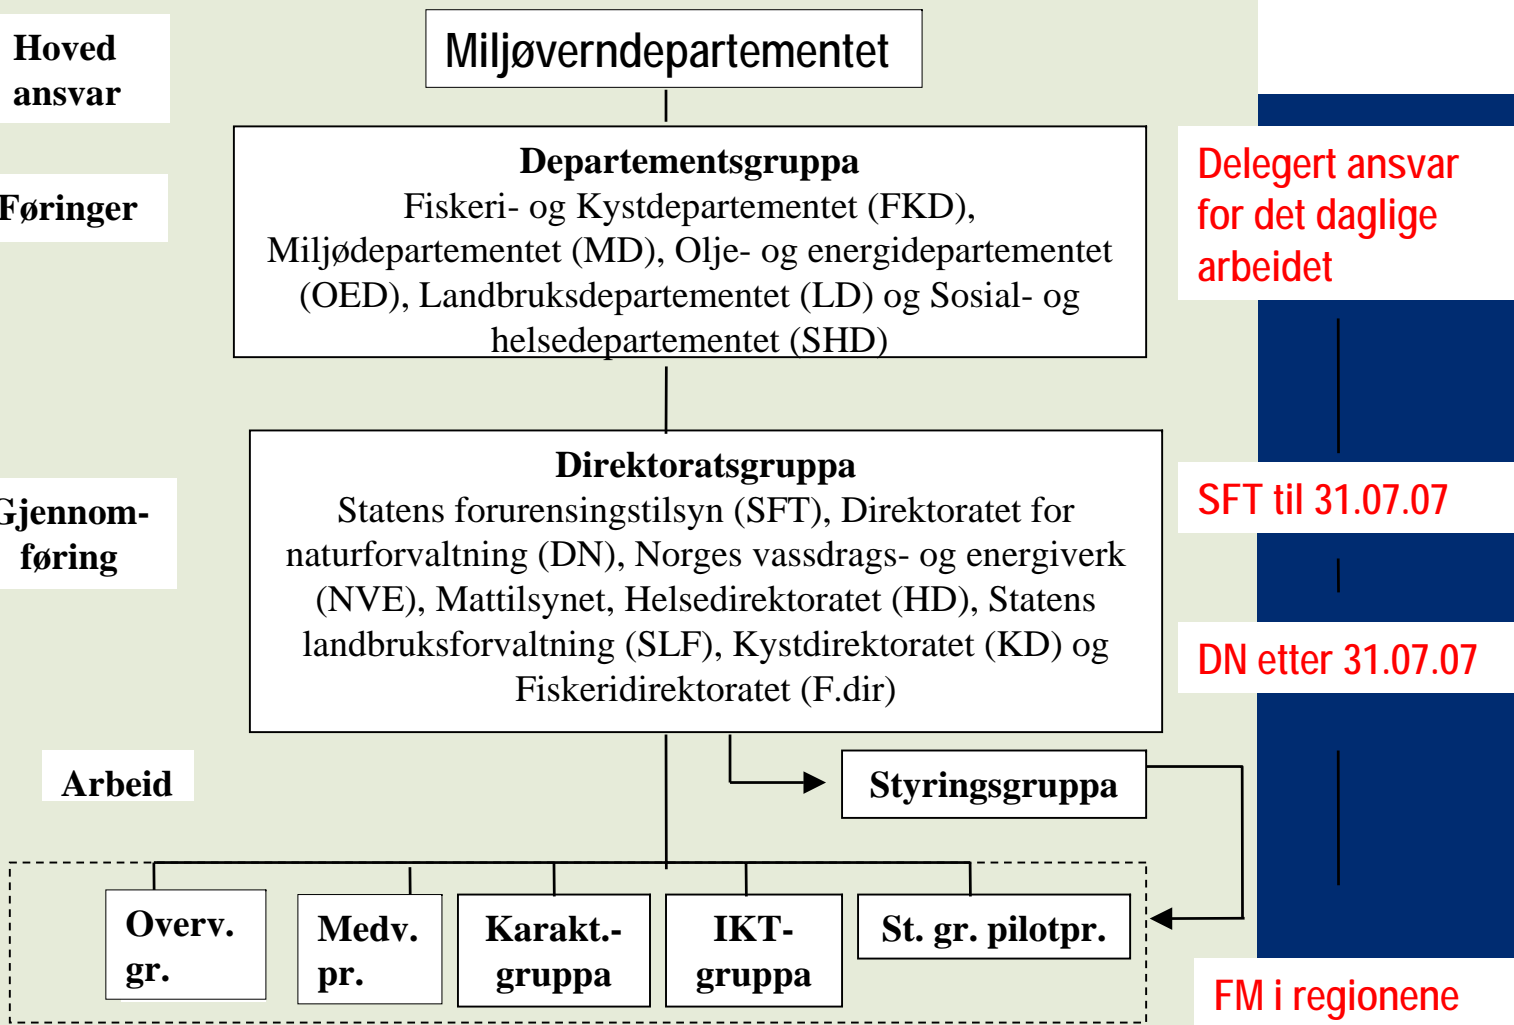 Hoved
ansvar
Miljøverndepartementet
Føringer
Departementsgruppa
Fiskeri- og Kystdepartementet (FKD),
Miljødepartementet (MD), Olje- og energidepartementet
(OED), Landbruksdepartementet (LD) og Sosial- og
helsedepartementet (SHD)
Delegert ansvar
for det daglige
arbeidet
Gjennom-
føring
Direktoratsgruppa
Statens forurensingstilsyn (SFT), Direktoratet for
naturforvaltning (DN), Norges vassdrags- og energiverk
(NVE), Mattilsynet, Helsedirektoratet (HD), Statens
landbruksforvaltning (SLF), Kystdirektoratet (KD) og
Fiskeridirektoratet (F.dir)
SFT til 31.07.07
DN etter 31.07.07
Arbeid
Styringsgruppa
Overv.
gr.
Medv.
pr.
Karakt.-
gruppa
IKT-
gruppa
St. gr. pilotpr.
FM i regionene